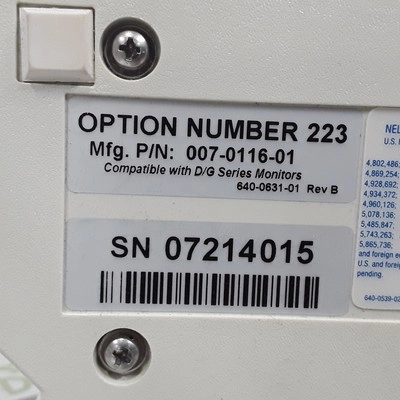 OPTION NUMBER 223
Mfg. P/N: 007-0116-01
Compatible with D/G Series Monitors
640-0631-01 Rev B
SN 07214015
NEL
U.S.
4,802,486;
4,869,254;
4,928,692;
4,934,372;
4,960,126;
5,078,136;
5,485,847;
5,743,263;
5,865,736;
and foreign
U.S. and foreign
pending.
640-0539-02